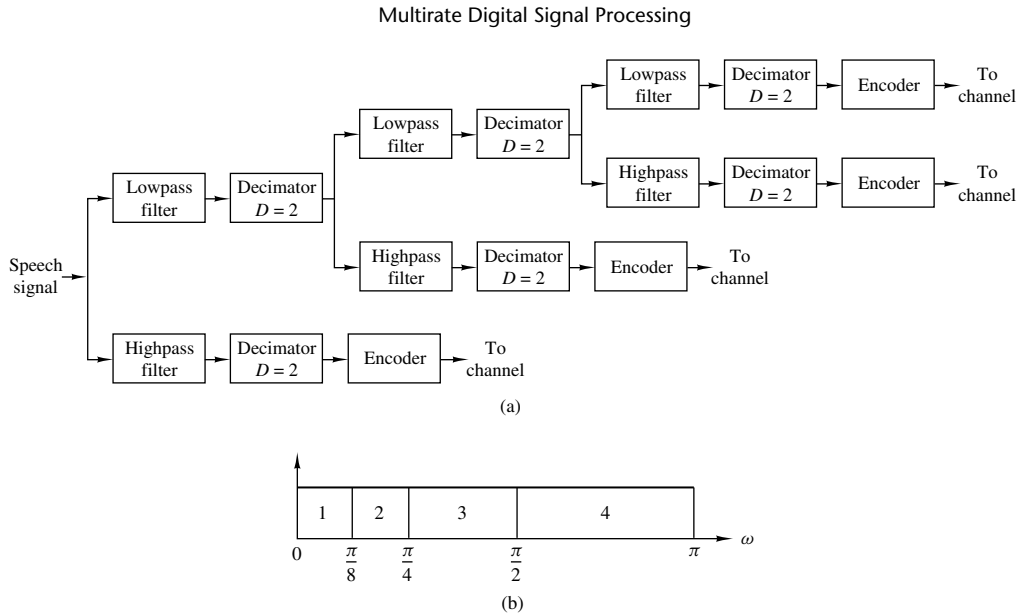 Multirate Digital Signal Processing
Lowpass
filter
Decimator
D = 2
Encoder
To
channel
Lowpass
filter
Decimator
D = 2
Highpass
filter
Decimator
D = 2
Encoder
To
channel
Lowpass
filter
Decimator
D = 2
Highpass
filter
Decimator
D = 2
Encoder
To
channel
Speech
signal
Highpass
filter
Decimator
D = 2
Encoder
To
channel
(a)
1 2 3 4
0 π/8 π/4 π/2 π ω
(b)